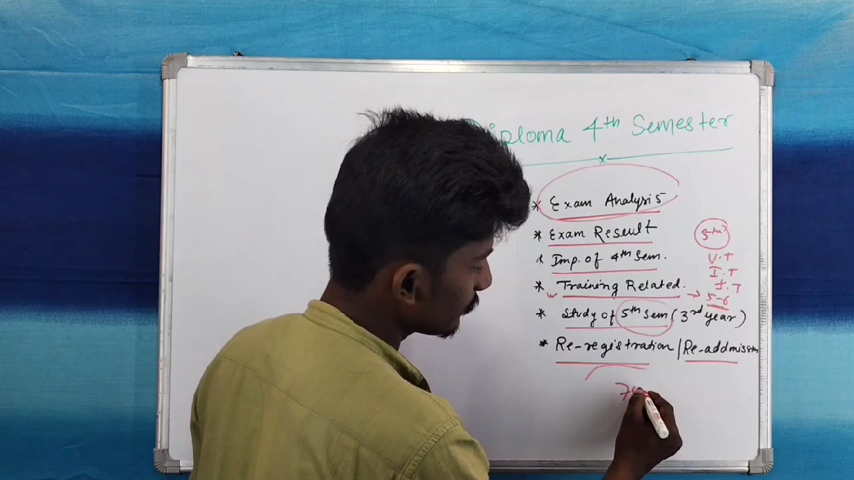 Diploma 4th Semester
* Exam Analysis
* Exam Result
* Imp. of 4th Sem.
* Training Related. → 5-6
* Study of 5th Sem (3rd year)
* Re-registration / Re-addmission
V.T
I.T
I.T